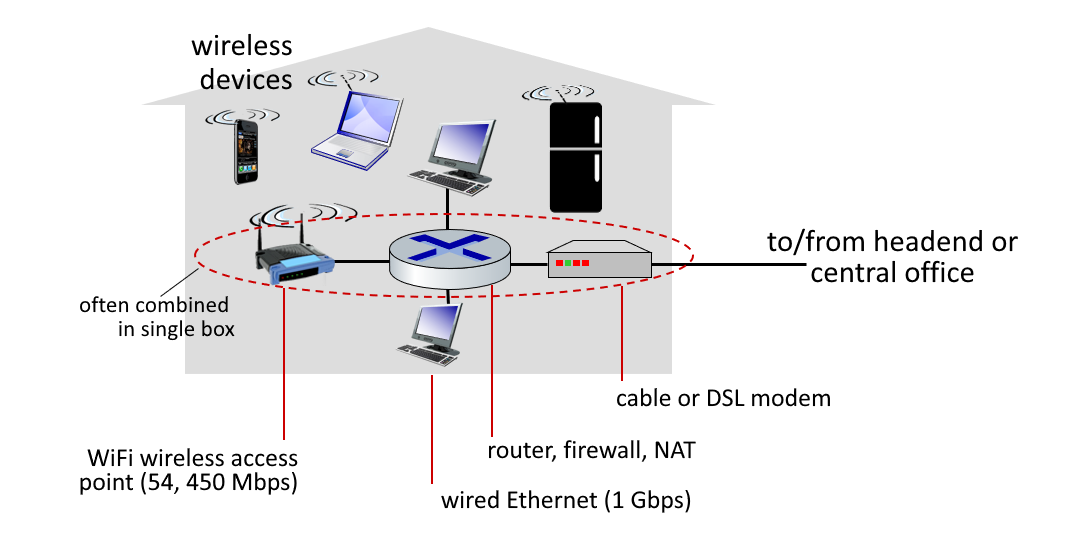 wireless
devices
to/from headend or
central office
often combined
in single box
cable or DSL modem
router, firewall, NAT
WiFi wireless access
point (54, 450 Mbps)
wired Ethernet (1 Gbps)